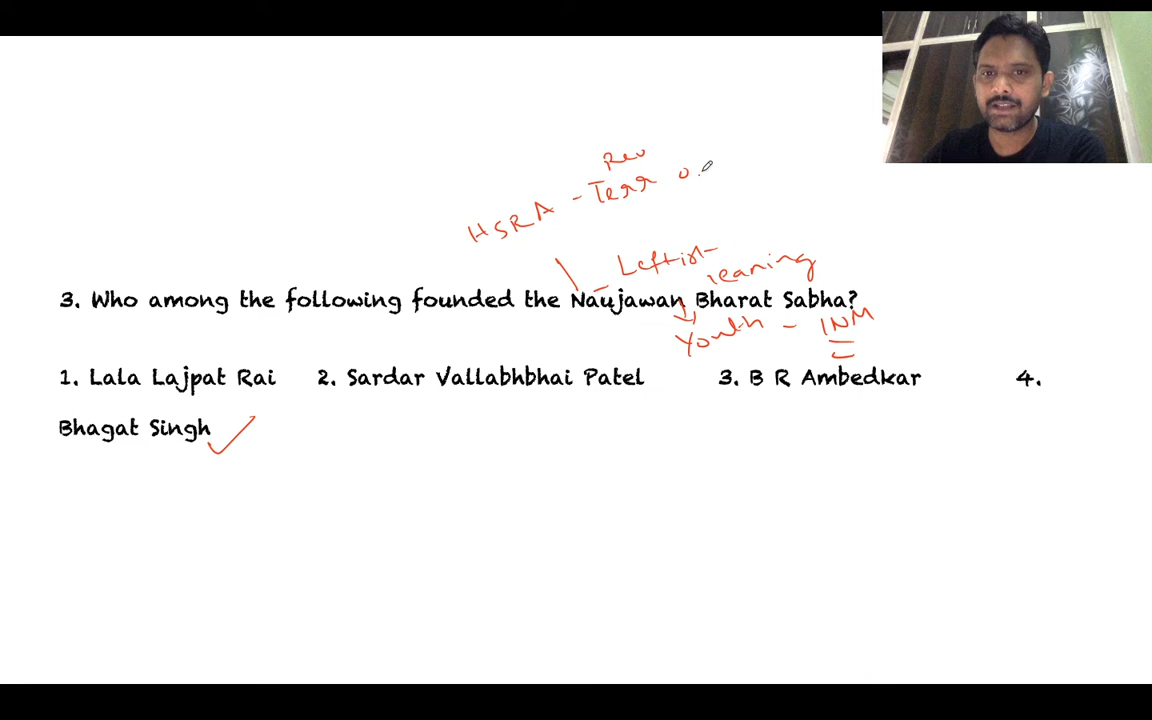 Rev
HSRA - Terr
Leftist
leaning
3. Who among the following founded the Naujawan Bharat Sabha?
Youth - INM
1. Lala Lajpat Rai 2. Sardar Vallabhbhai Patel 3. B R Ambedkar 4.
Bhagat Singh